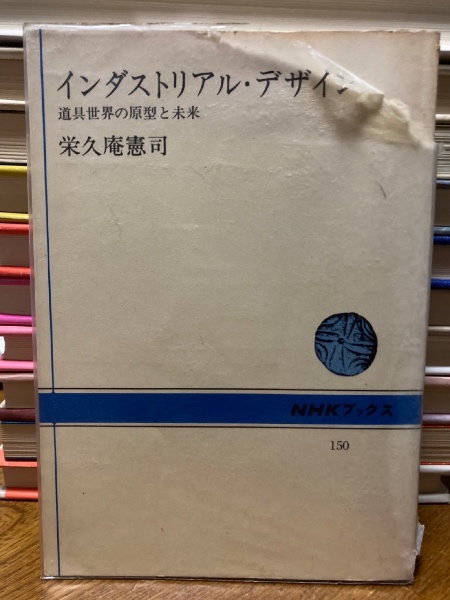 インダストリアル・デザイン
道具世界の原型と未来
栄久庵憲司
NHKブックス
150